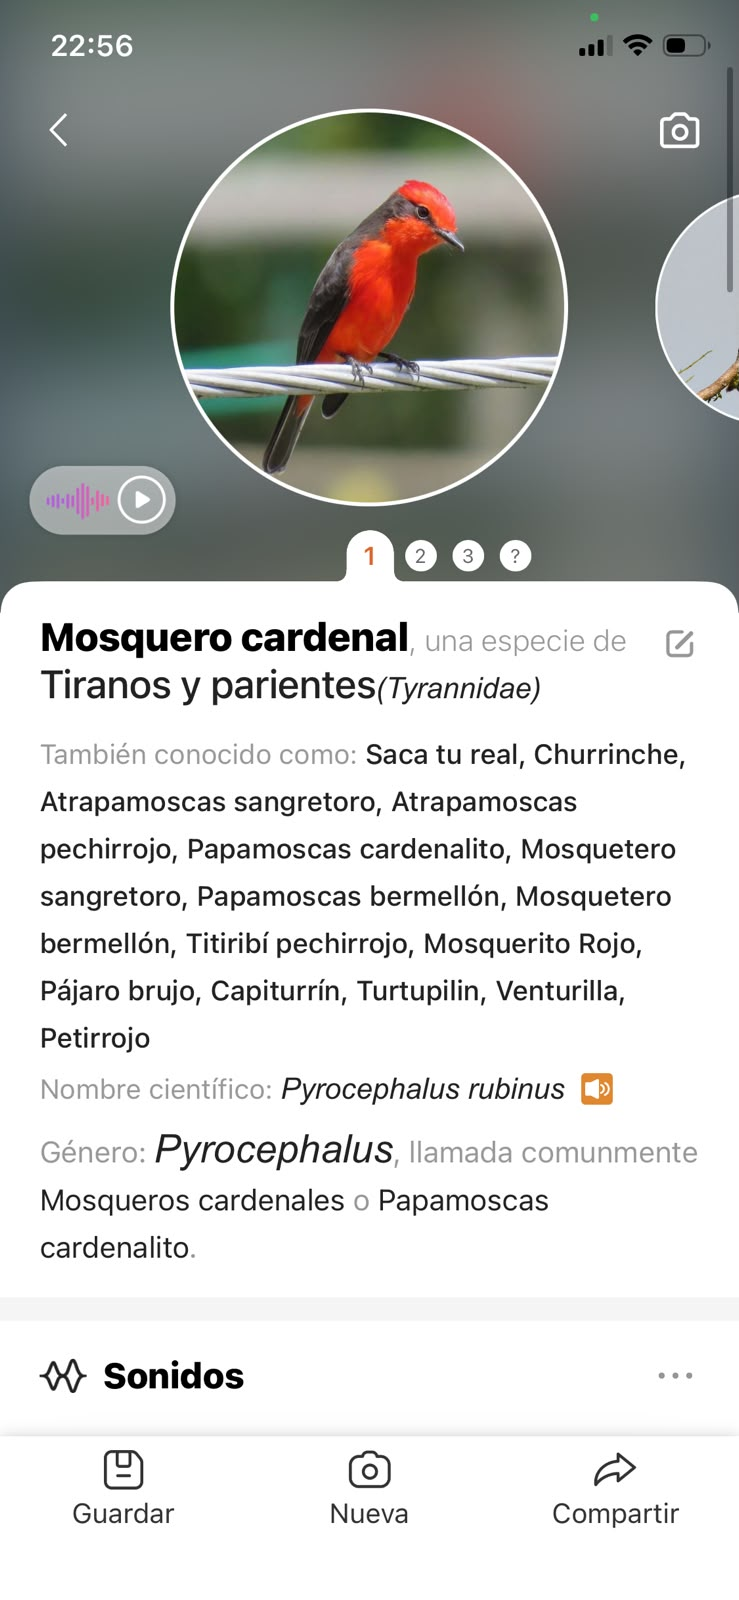 22:56
1 2 3 ?
Mosquero cardenal, una especie de
Tiranos y parientes(Tyrannidae)
También conocido como: Saca tu real, Churrinche,
Atrapamoscas sangretoro, Atrapamoscas
pechirrojo, Papamoscas cardenalito, Mosquetero
sangretoro, Papamoscas bermellón, Mosquetero
bermellón, Titiribí pechirrojo, Mosquerito Rojo,
Pájaro brujo, Capiturrín, Turtupilin, Venturilla,
Petirrojo
Nombre científico: Pyrocephalus rubinus
Género: Pyrocephalus, llamada comunmente
Mosqueros cardenales o Papamoscas
cardenalito.
Sonidos
Guardar Nueva Compartir